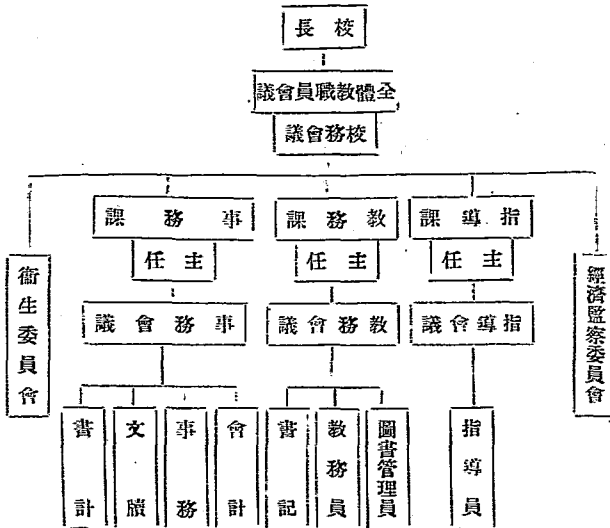 校長
全體教職員會議
校務會議
指導課
教務課
事務課
主任
主任
主任
經濟監察委員會
指導會議
教務會議
事務會議
衞生委員會
指導員
圖書管理員
教務員
書記
會計
事務
文牘
書計